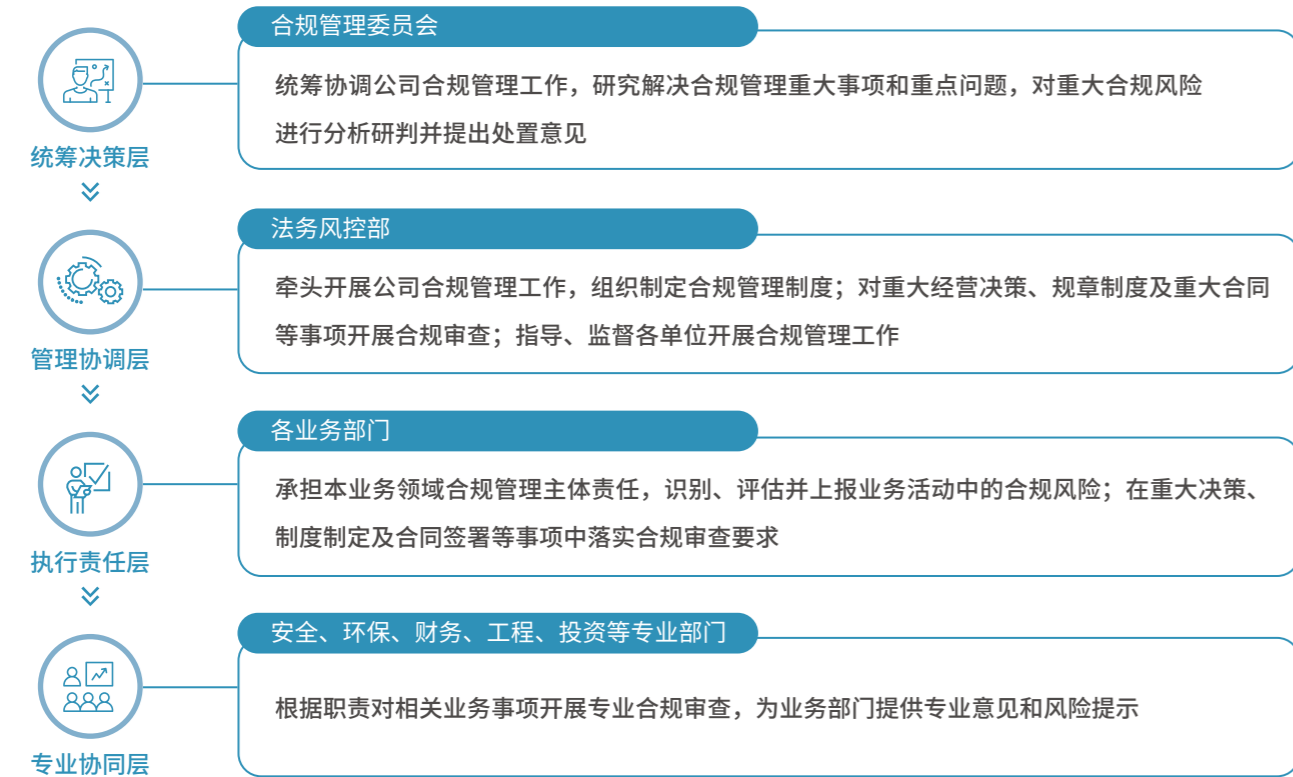 合规管理委员会
统筹协调公司合规管理工作，研究解决合规管理重大事项和重点问题，对重大合规风险
进行分析研判并提出处置意见
统筹决策层
法务风控部
牵头开展公司合规管理工作，组织制定合规管理制度；对重大经营决策、规章制度及重大合同
等事项开展合规审查；指导、监督各单位开展合规管理工作
管理协调层
各业务部门
承担本业务领域合规管理主体责任，识别、评估并上报业务活动中的合规风险；在重大决策、
制度制定及合同签署等事项中落实合规审查要求
执行责任层
安全、环保、财务、工程、投资等专业部门
根据职责对相关业务事项开展专业合规审查，为业务部门提供专业意见和风险提示
专业协同层